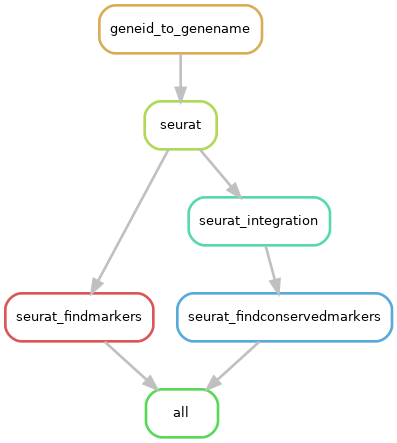 geneid_to_genename
seurat
seurat_integration
seurat_findmarkers
seurat_findconservedmarkers
all